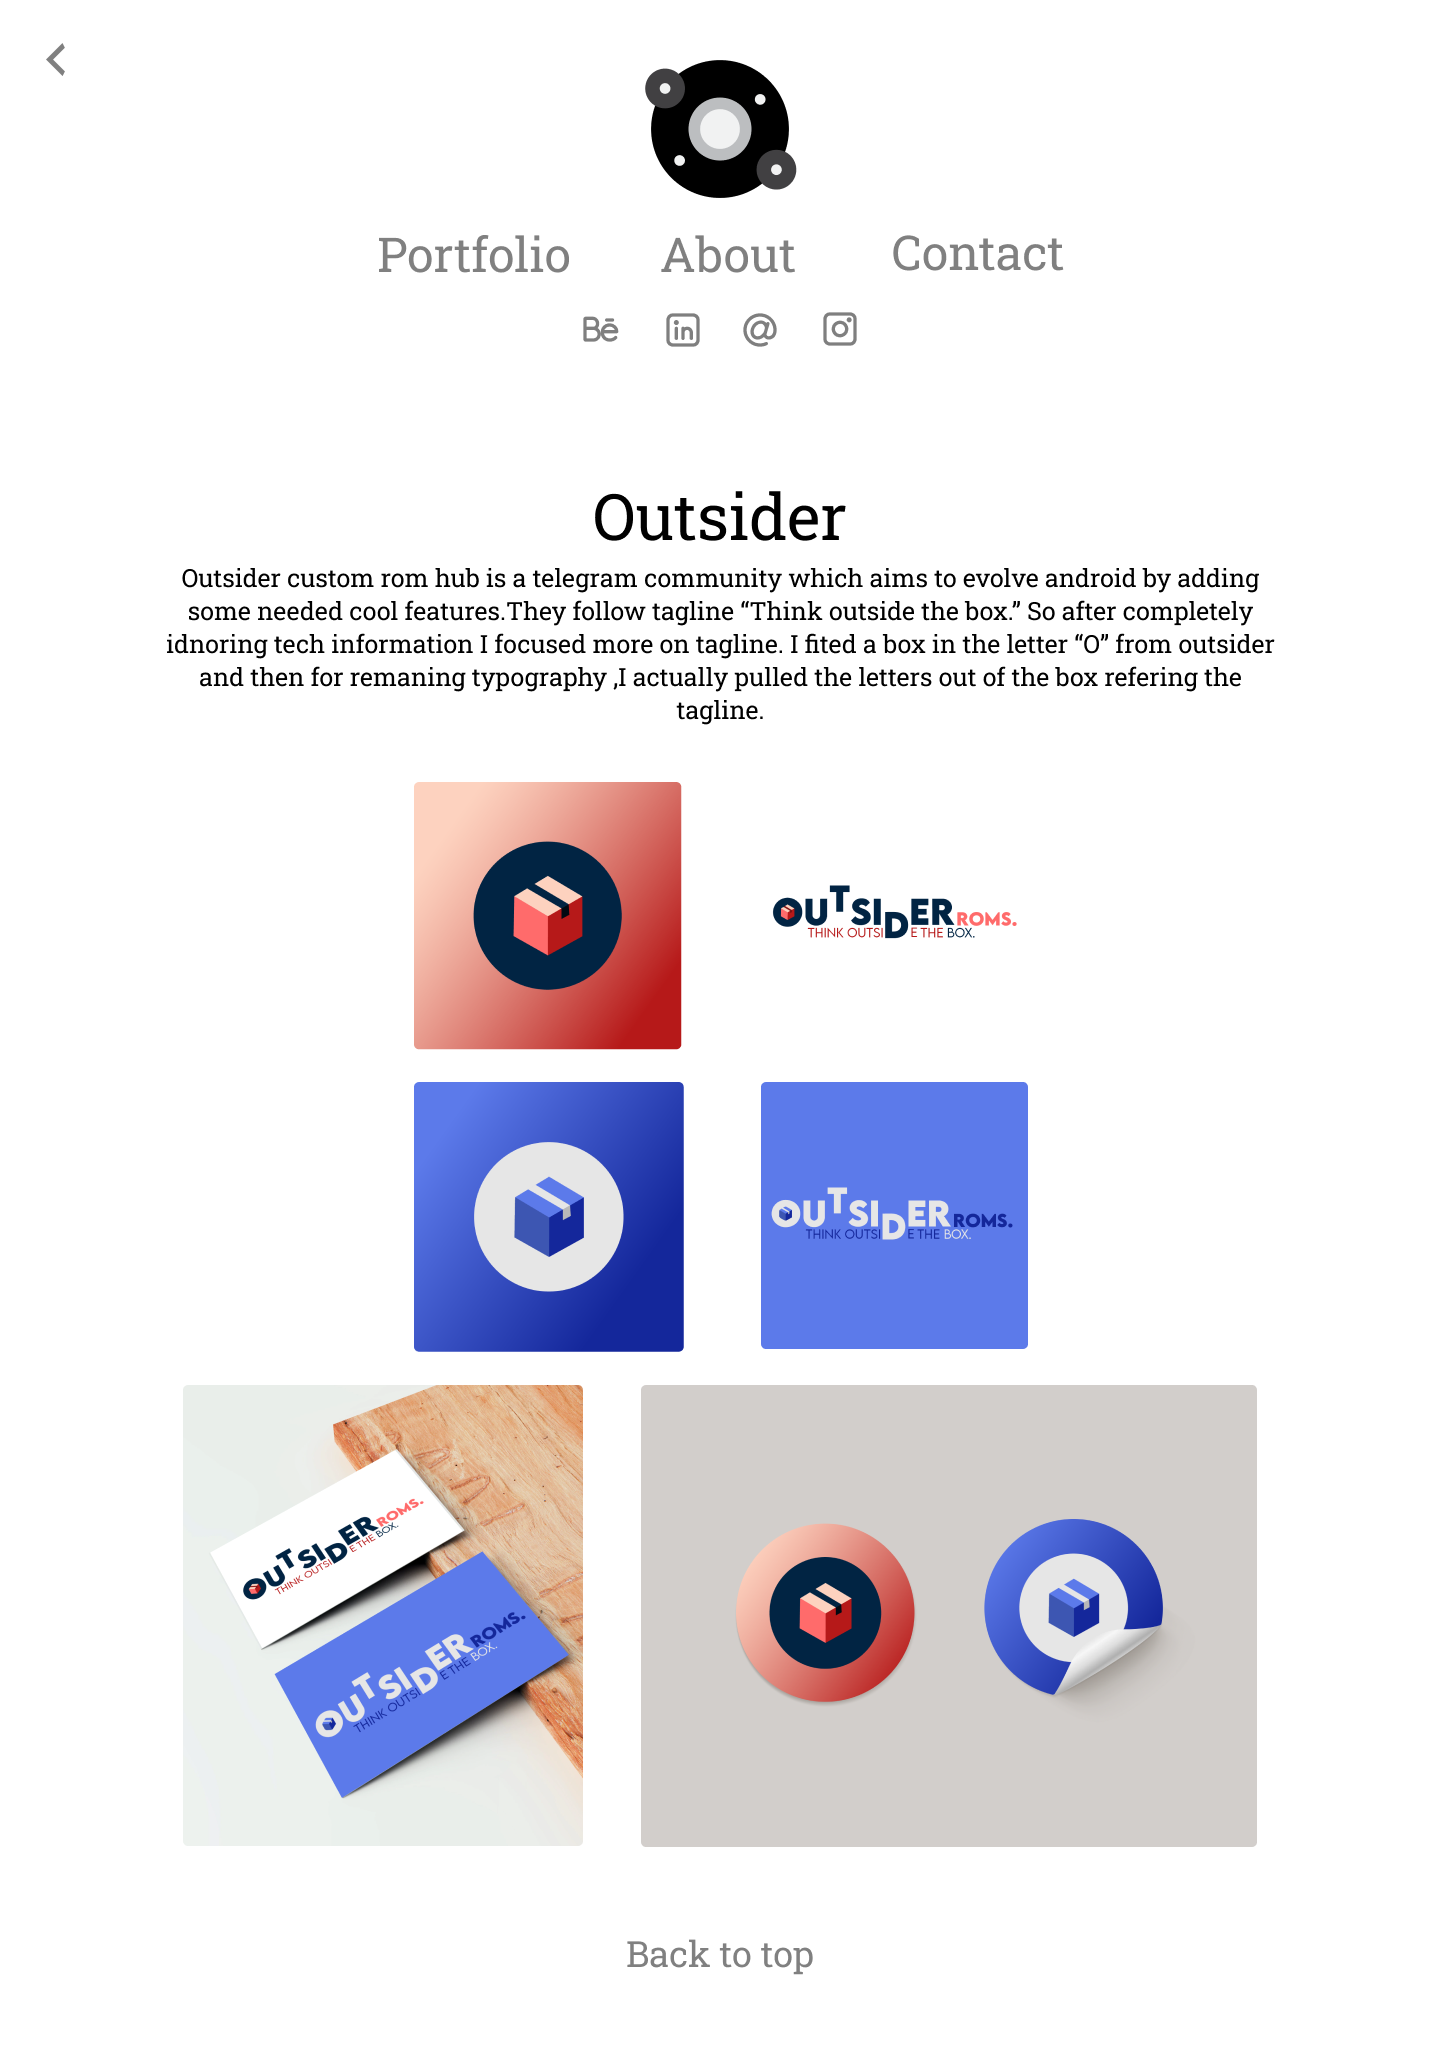 Portfolio About Contact
Bē in @
Outsider
Outsider custom rom hub is a telegram community which aims to evolve android by adding
some needed cool features.They follow tagline “Think outside the box.” So after completely
idnoring tech information I focused more on tagline. I fited a box in the letter “O” from outsider
and then for remaning typography ,I actually pulled the letters out of the box refering the
tagline.
OUTSIDER ROMS.
THINK OUTSIDE THE BOX.
OUTSIDER ROMS.
THINK OUTSIDE THE BOX.
OUTSIDER ROMS.
THINK OUTSIDE THE BOX.
OUTSIDER ROMS.
THINK OUTSIDE THE BOX.
Back to top